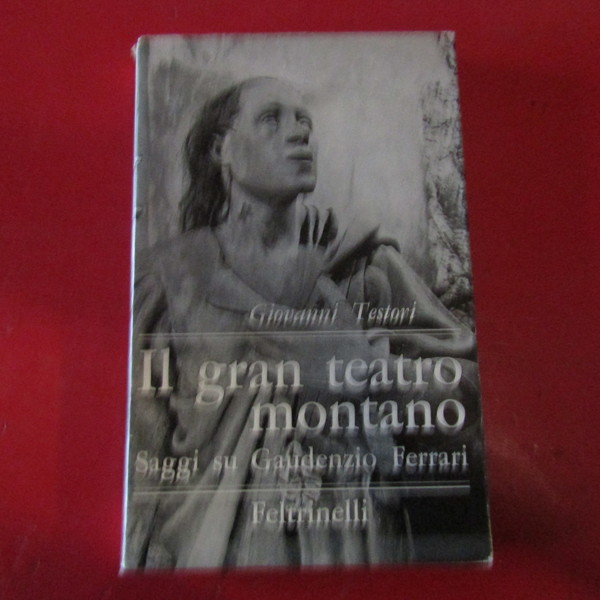 Giovanni Testori
Il gran teatro
montano
Saggi su Gaudenzio Ferrari
Feltrinelli